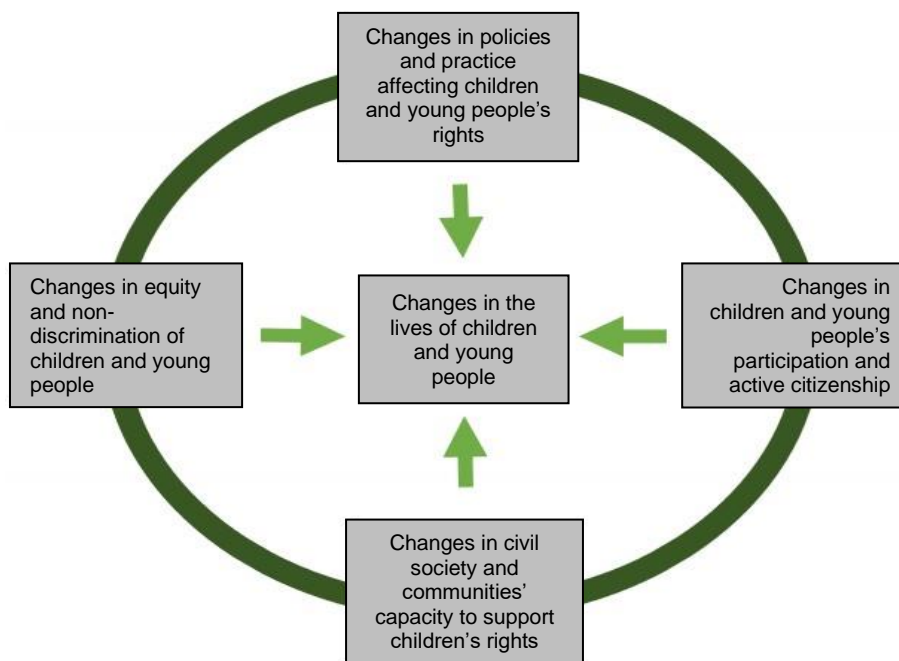 Changes in policies
and practice
affecting children
and young people’s
rights
Changes in equity
and non-
discrimination of
children and young
people
Changes in the
lives of children
and young
people
Changes in
children and young
people’s
participation and
active citizenship
Changes in civil
society and
communities’
capacity to support
children’s rights